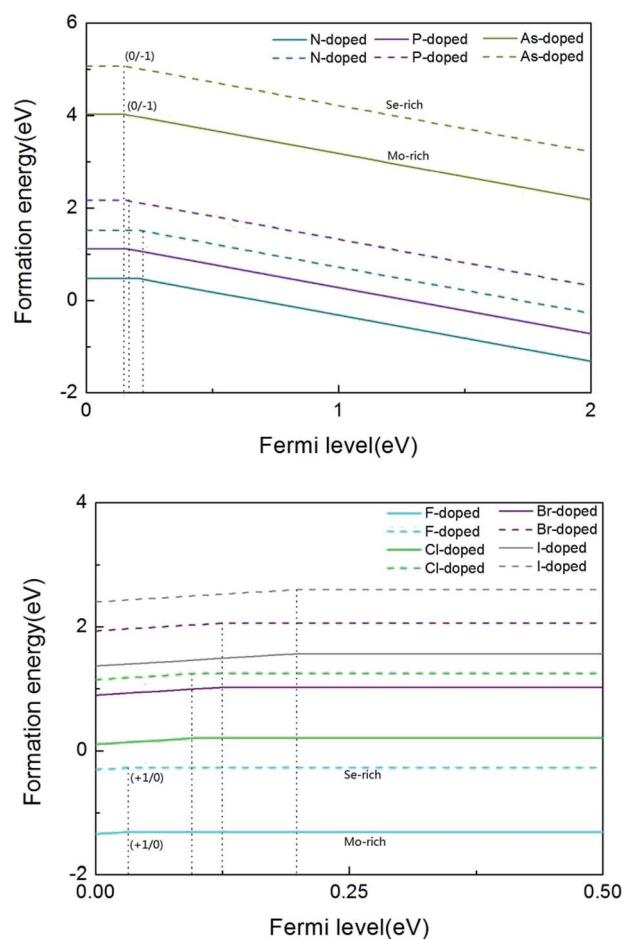 6
4
2
0
-2
Formation energy(eV)
N-doped P-doped As-doped
N-doped P-doped As-doped
(0/-1)
(0/-1)
Se-rich
Mo-rich
0 1 2
Fermi level(eV)
4
2
0
-2
Formation energy(eV)
F-doped Br-doped
F-doped Br-doped
Cl-doped I-doped
Cl-doped I-doped
(+1/0)
Se-rich
(+1/0)
Mo-rich
0.00 0.25 0.50
Fermi level(eV)